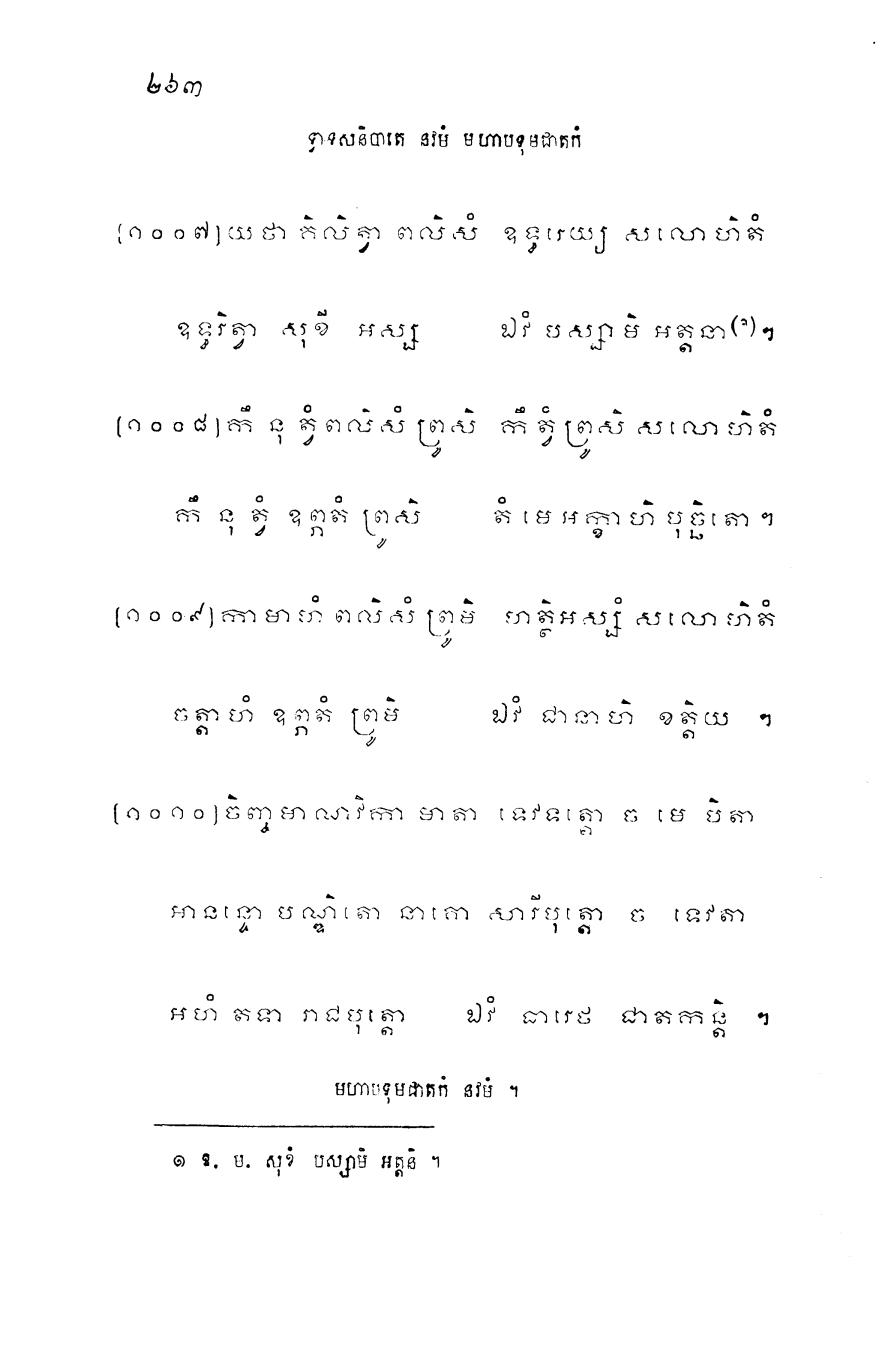 ២៦៣
ទ្វាទសនិបាតេ នវមំ មហាបទុមជាតកំ
[១០០៧] យថា គិលិត្វា ពលិសំ ឧទ្ធរេយ្យ សលោហិតំ
ឧទ្ធរិត្វា សុខី អស្ស ឯវំ បស្សាមិ អត្តនា(១) ៗ
[១០០៨] កឹ នុ ត្វំ ពលិសំ ព្រូសិ កឹ ត្វំ ព្រូសិ សលោហិតំ
កឹ នុ ត្វំ ឧព្ភតំ ព្រូសិ តំ មេ អក្ខាហិ បុច្ឆិតោ ៗ
[១០០៩] កាមាហំ ពលិសំ ព្រូមិ ហត្ថិអស្សំ សលោហិតំ
ចត្តាហំ ឧព្ភតំ ព្រូមិ ឯវំ ជានាហិ ខត្តិយ ៗ
[១០១០] ចិញ្ចមាណវិកា មាតា ទេវទត្តោ ច មេ បិតា
អានន្ទោ បណ្ឌិតោ នាគោ សារីបុត្តោ ច ទេវតា
អហំ តទា រាជបុត្តោ ឯវំ ធារេថ ជាតកន្តិ ៗ
មហាបទុមជាតកំ នវមំ ។
១ ឱ. ម. សុខំ បស្សាមិ អត្តនិ ។